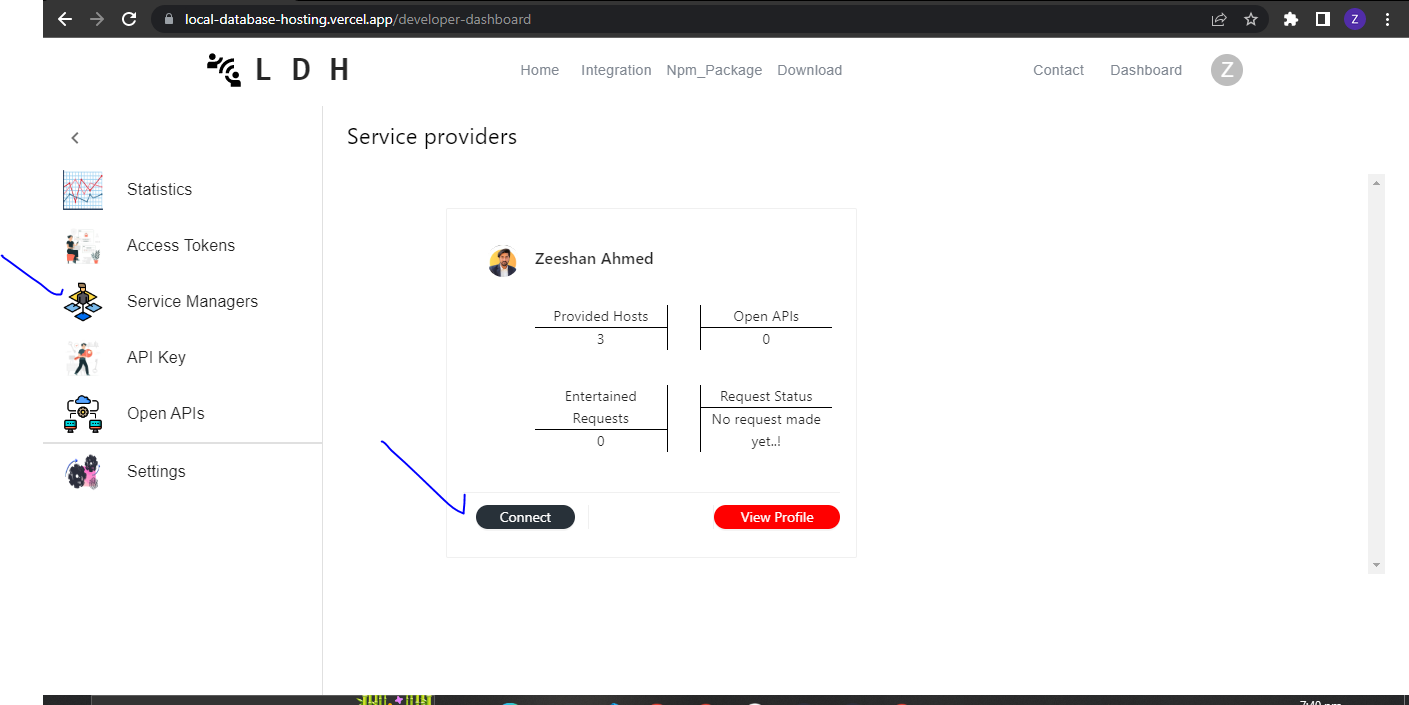 local-database-hosting.vercel.app/developer-dashboard
Z
L D H
Home Integration Npm_Package Download Contact Dashboard Z
Service providers
Statistics
Access Tokens
Service Managers
API Key
Open APIs
Settings
Zeeshan Ahmed
Provided Hosts
3
Open APIs
0
Entertained
Requests
0
Request Status
No request made
yet..!
Connect
View Profile